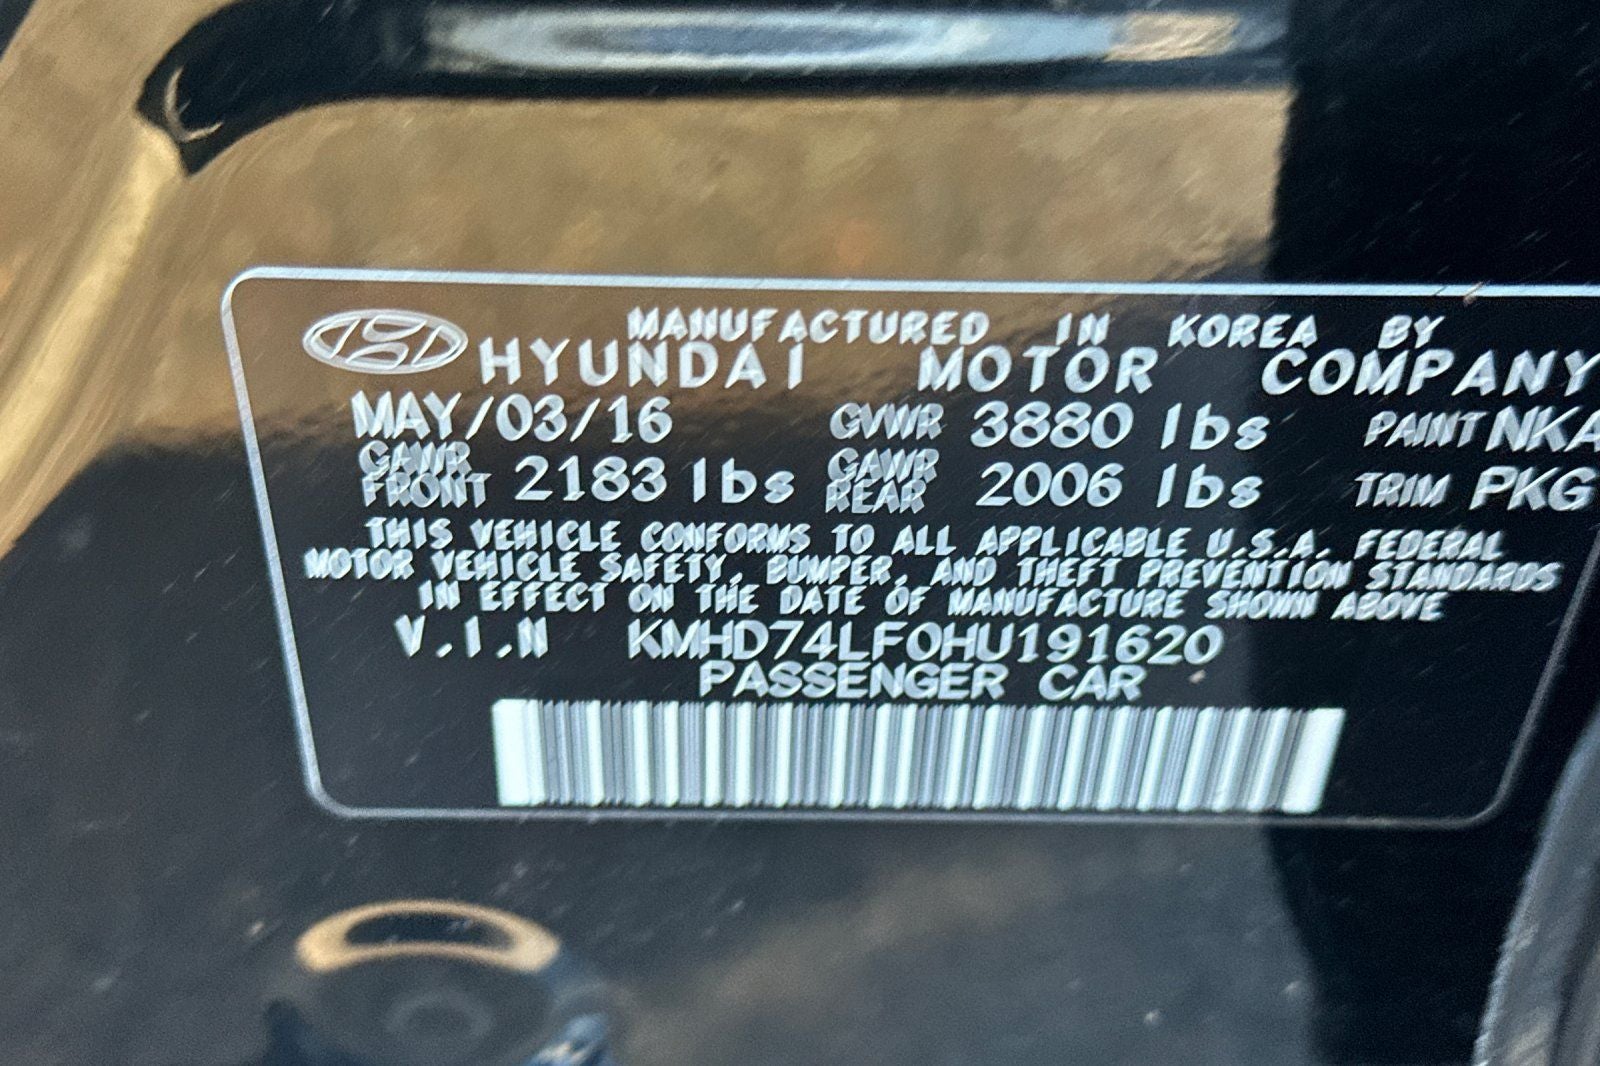 MANUFACTURED IN KOREA BY
HYUNDAI MOTOR COMPANY
MAY/03/16 GVWR 3880 lbs PAINT NKA
GAWR FRONT 2183 lbs GAWR REAR 2006 lbs TRIM PKG
THIS VEHICLE CONFORMS TO ALL APPLICABLE U.S.A. FEDERAL
MOTOR VEHICLE SAFETY, BUMPER, AND THEFT PREVENTION STANDARDS
IN EFFECT ON THE DATE OF MANUFACTURE SHOWN ABOVE
V.I.N KMHD74LF0HU191620
PASSENGER CAR